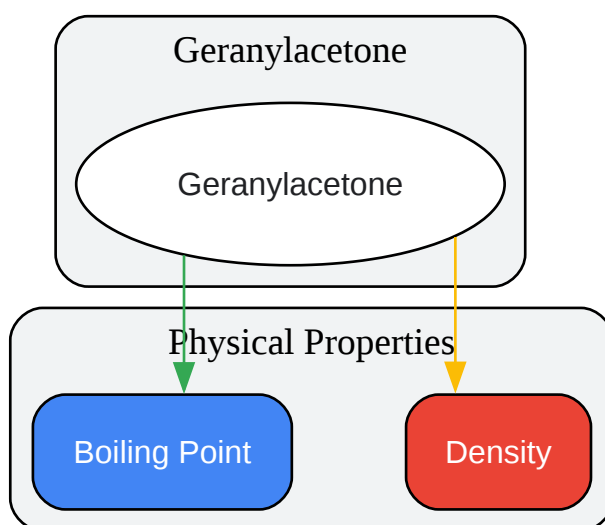 Geranylacetone
Geranylacetone
Physical Properties
Boiling Point
Density